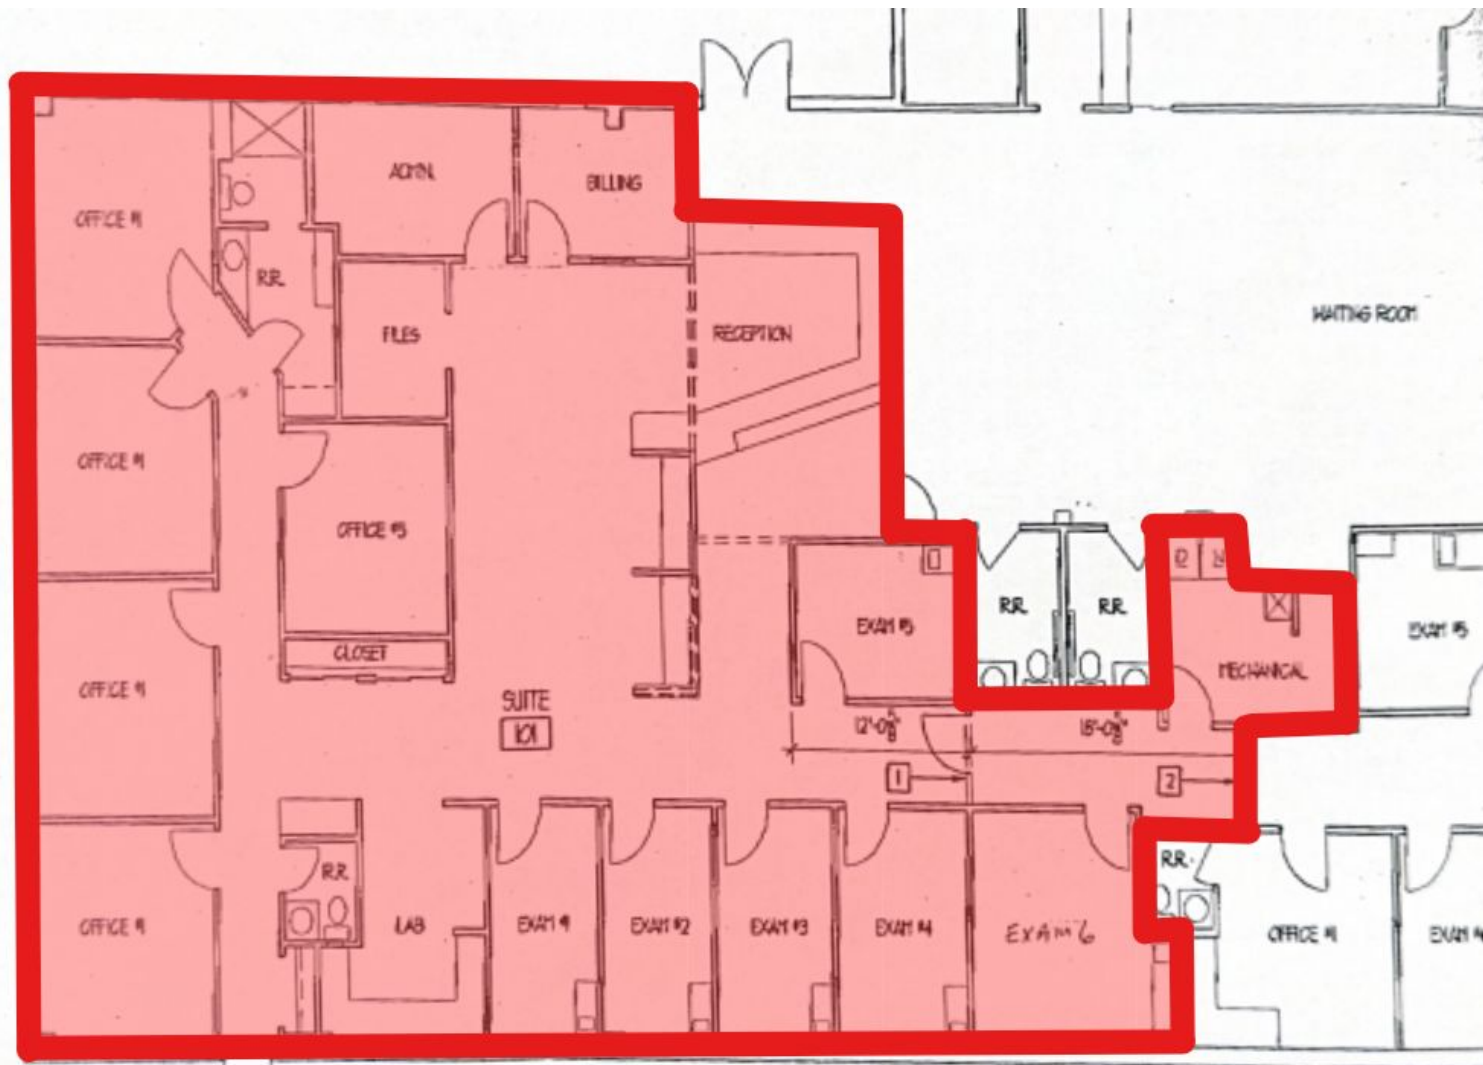 ADMN.
BILLING
OFFICE #1
R.R.
FILES
RECEPTION
WAITING ROOM
OFFICE #1
OFFICE #5
EXAM #5
R.R.
R.R.
EXAM #5
CLOSET
MECHANICAL
OFFICE #1
SUITE
101
12'-0
18'-0
1
2
R.R.
R.R.
OFFICE #1
LAB
EXAM #1
EXAM #2
EXAM #3
EXAM #4
EXAM 6
OFFICE #1
EXAM